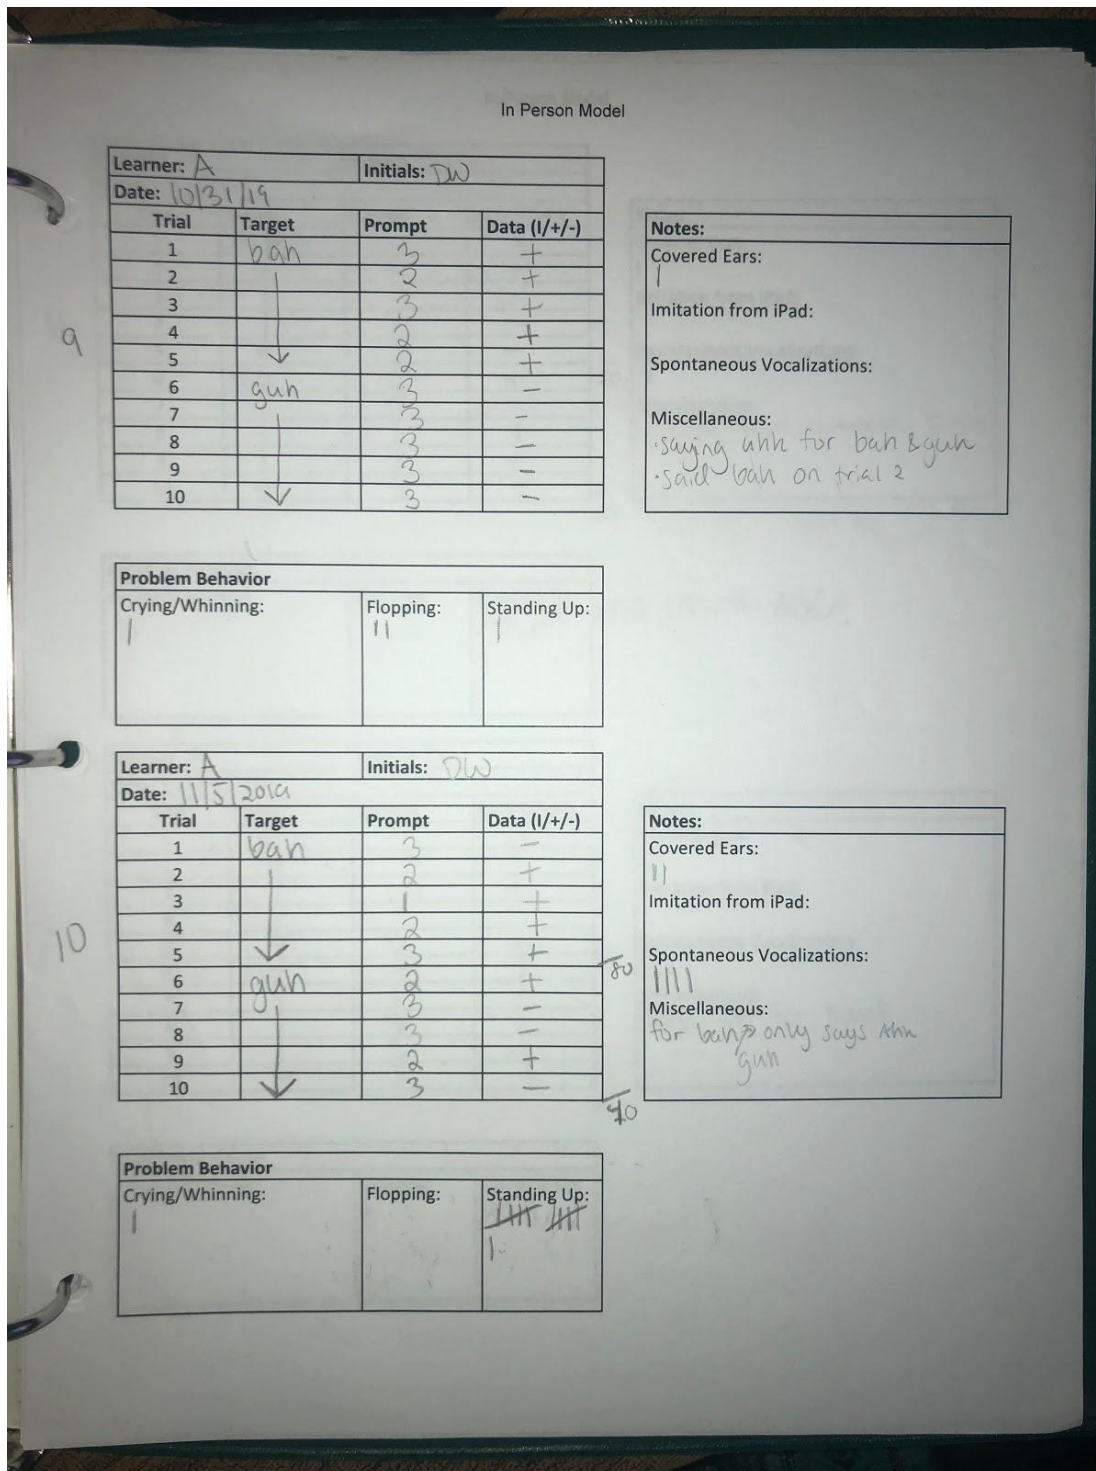 In Person Model
Learner: A Initials: DW
Date: 10/31/19
Trial Target Prompt Data (I/+/-)
1 bah 3 +
2 2 +
3 3 +
4 2 +
5 2 +
6 guh 3 -
7 3 -
8 3 -
9 3 -
10 3 -
9
Notes:
Covered Ears:
|
Imitation from iPad:
Spontaneous Vocalizations:
Miscellaneous:
·saying uhh for bah & guh
·said bah on trial 2
Problem Behavior
Crying/Whinning: Flopping: Standing Up:
| || |
Learner: A Initials: DW
Date: 11/5/2019
Trial Target Prompt Data (I/+/-)
1 bah 3 -
2 2 +
3 1 +
4 2 +
5 3 +
80
6 guh 2 +
7 3 -
8 3 -
9 2 +
10 3 -
10
Notes:
Covered Ears:
||
Imitation from iPad:
Spontaneous Vocalizations:
||||
Miscellaneous:
for bah only says
guh
Problem Behavior
Crying/Whinning: Flopping: Standing Up:
| |||| ||||
|